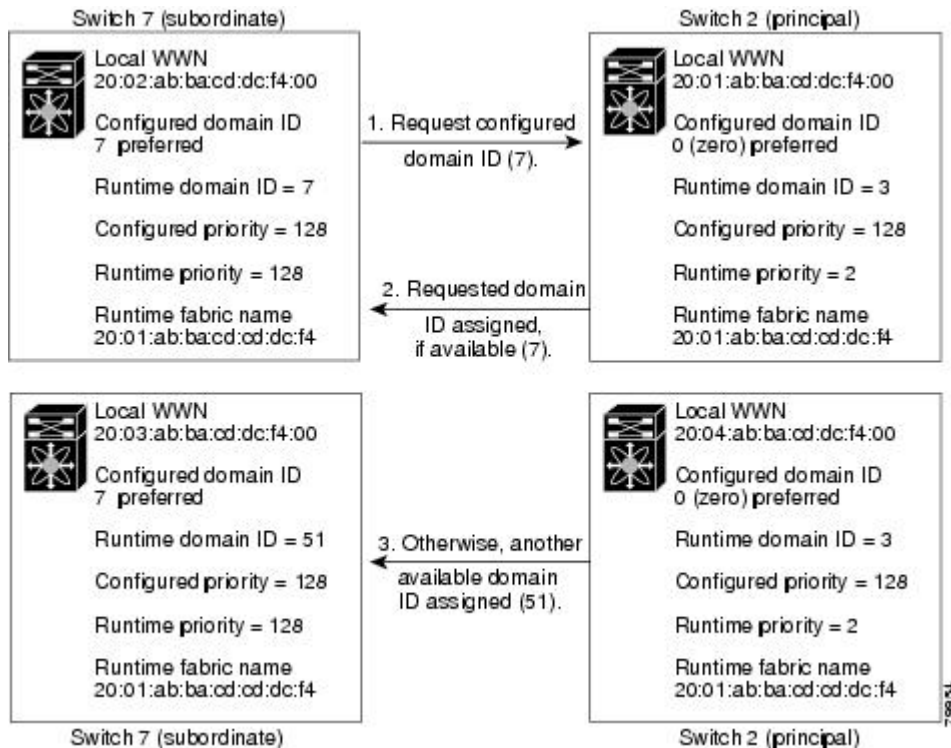 Switch 7 (subordinate)
Switch 2 (principal)
Local WWN
20:02:ab:ba:cd:dc:f4:00
Configured domain ID
7 preferred
Runtime domain ID = 7
Configured priority = 128
Runtime priority = 128
Runtime fabric name
20:01:ab:ba:cd:cd:dc:f4
1. Request configured
domain ID (7).
2. Requested domain
ID assigned,
if available (7).
Local WWN
20:01:ab:ba:cd:dc:f4:00
Configured domain ID
0 (zero) preferred
Runtime domain ID = 3
Configured priority = 128
Runtime priority = 2
Runtime fabric name
20:01:ab:ba:cd:cd:dc:f4
Local WWN
20:03:ab:ba:cd:dc:f4:00
Configured domain ID
7 preferred
Runtime domain ID = 51
Configured priority = 128
Runtime priority = 128
Runtime fabric name
20:01:ab:ba:cd:cd:dc:f4
3. Otherwise, another
available domain
ID assigned (51).
Local WWN
20:04:ab:ba:cd:dc:f4:00
Configured domain ID
0 (zero) preferred
Runtime domain ID = 3
Configured priority = 128
Runtime priority = 2
Runtime fabric name
20:01:ab:ba:cd:cd:dc:f4
Switch 7 (subordinate)
Switch 2 (principal)